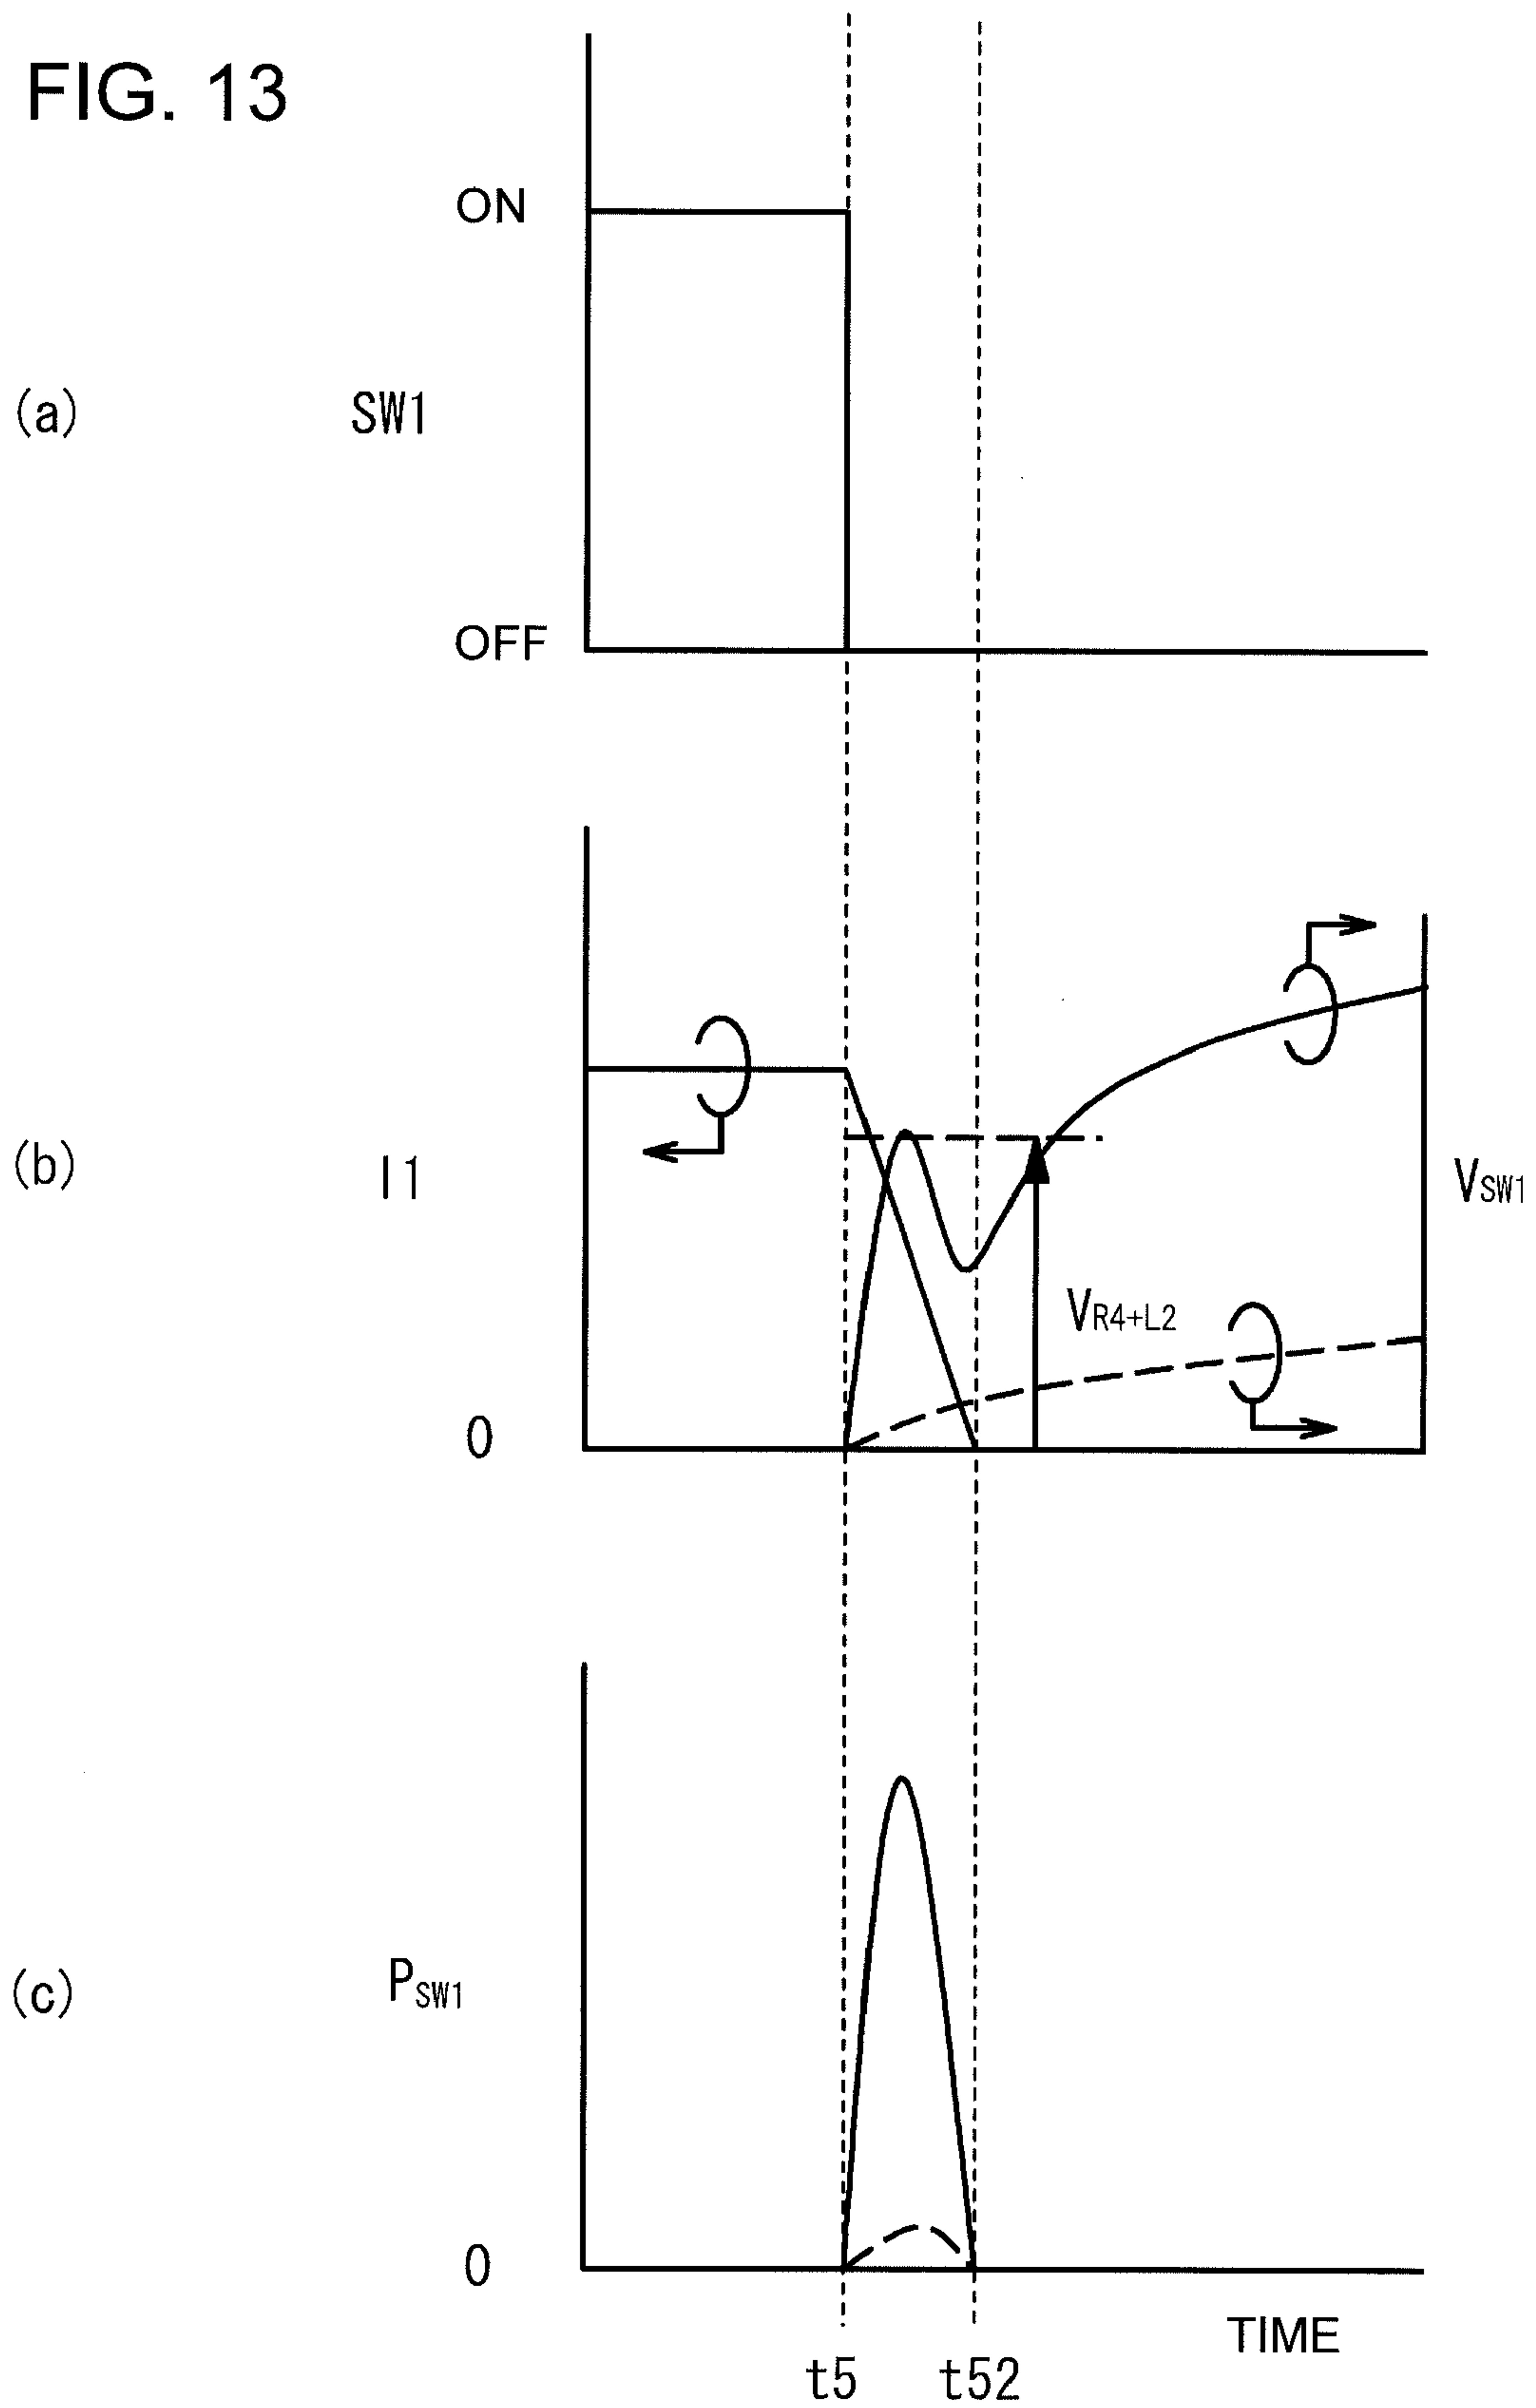 FIG. 13
ON
(a) SW1
OFF
(b) I1
VSW1
VR4+L2
0
(c) PSW1
0
TIME
t5 t52